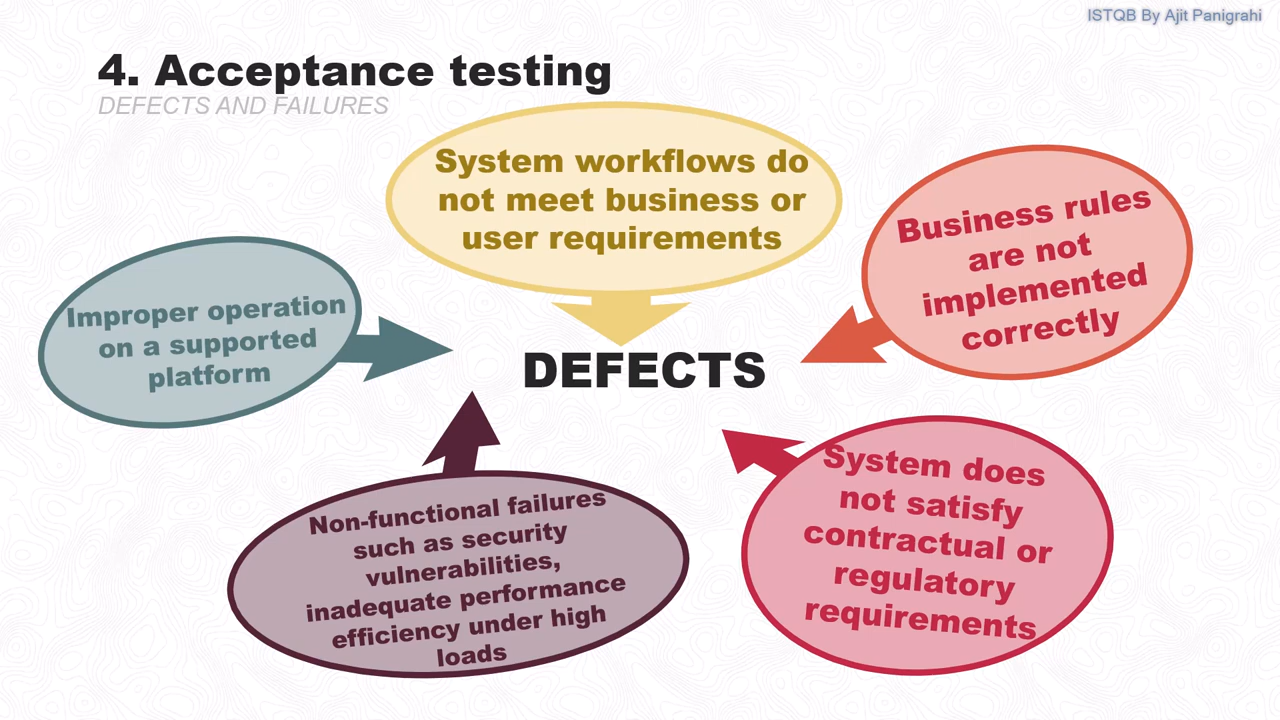 ISTQB By Ajit Panigrahi
4. Acceptance testing
DEFECTS AND FAILURES
System workflows do
not meet business or
user requirements
Business rules
are not
implemented
correctly
Improper operation
on a supported
platform
DEFECTS
Non-functional failures
such as security
vulnerabilities,
inadequate performance
efficiency under high
loads
System does
not satisfy
contractual or
regulatory
requirements